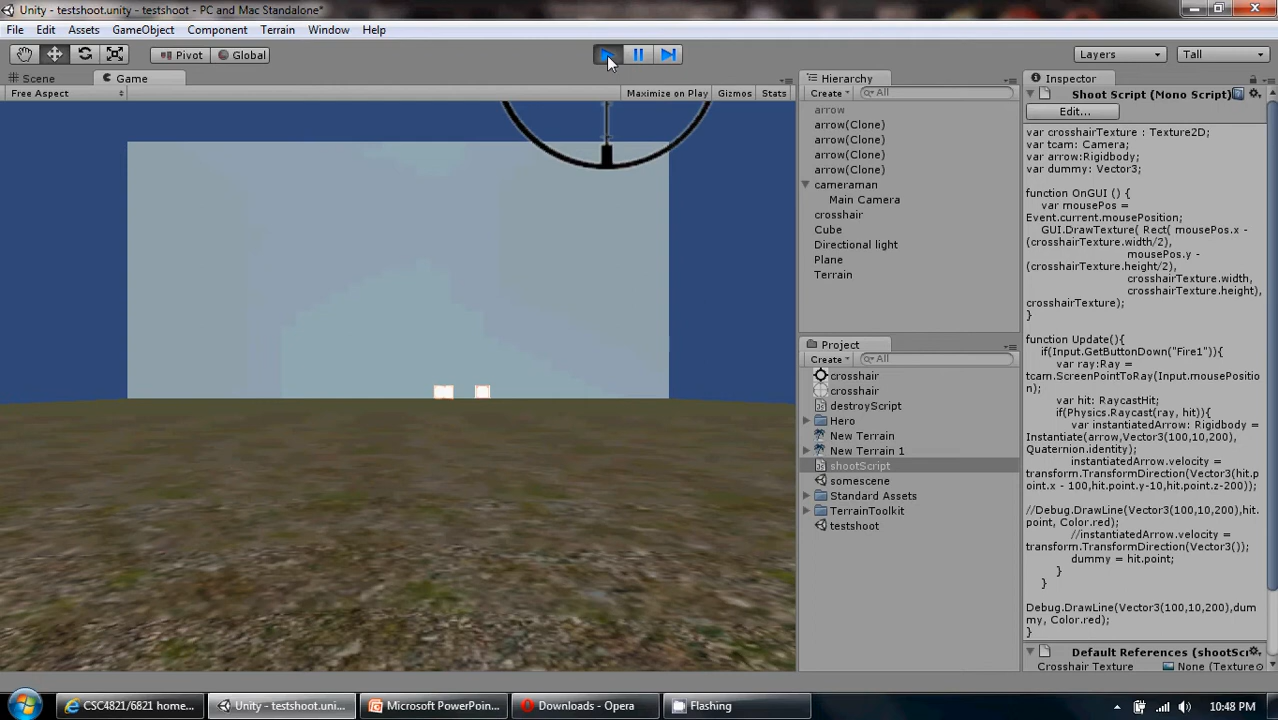 Unity - testshoot.unity - PC and Mac Standalone*
File Edit Assets GameObject Component Terrain Window Help
Pivot Global Layers Tall
Scene Game
Free Aspect Maximize on Play Gizmos Stats
Hierarchy
Create All
arrow
arrow(Clone)
arrow(Clone)
arrow(Clone)
arrow(Clone)
cameraman
Main Camera
crosshair
Cube
Directional light
Plane
Terrain
Project
Create All
crosshair
crosshair
destroyScript
Hero
New Terrain
New Terrain 1
shootScript
somescene
Standard Assets
TerrainToolkit
testshoot
Inspector
Shoot Script (Mono Script)
Edit...
var crosshairTexture : Texture2D;
var tcam: Camera;
var arrow:Rigidbody;
var dummy: Vector3;
function OnGUI () {
var mousePos =
Event.current.mousePosition;
GUI.DrawTexture( Rect( mousePos.x -
(crosshairTexture.width/2),
mousePos.y -
(crosshairTexture.height/2),
crosshairTexture.width,
crosshairTexture.height),
crosshairTexture);
}
function Update(){
if(Input.GetButtonDown("Fire1")){
var ray:Ray =
tcam.ScreenPointToRay(Input.mousePositio
n);
var hit: RaycastHit;
if(Physics.Raycast(ray, hit)){
var instantiatedArrow: Rigidbody =
Instantiate(arrow,Vector3(100,10,200),
Quaternion.identity);
instantiatedArrow.velocity =
transform.TransformDirection(Vector3(hit.p
oint.x - 100,hit.point.y-10,hit.point.z-200));
//Debug.DrawLine(Vector3(100,10,200),hit.
point, Color.red);
//instantiatedArrow.velocity =
transform.TransformDirection(Vector3());
dummy = hit.point;
}
}
Debug.DrawLine(Vector3(100,10,200),dum
my, Color.red);
}
Default References (shootScr
Crosshair Texture None (Texture
CSC4821/6821 home... Unity - testshoot.uni... Microsoft PowerPoin... Downloads - Opera Flashing 10:48 PM